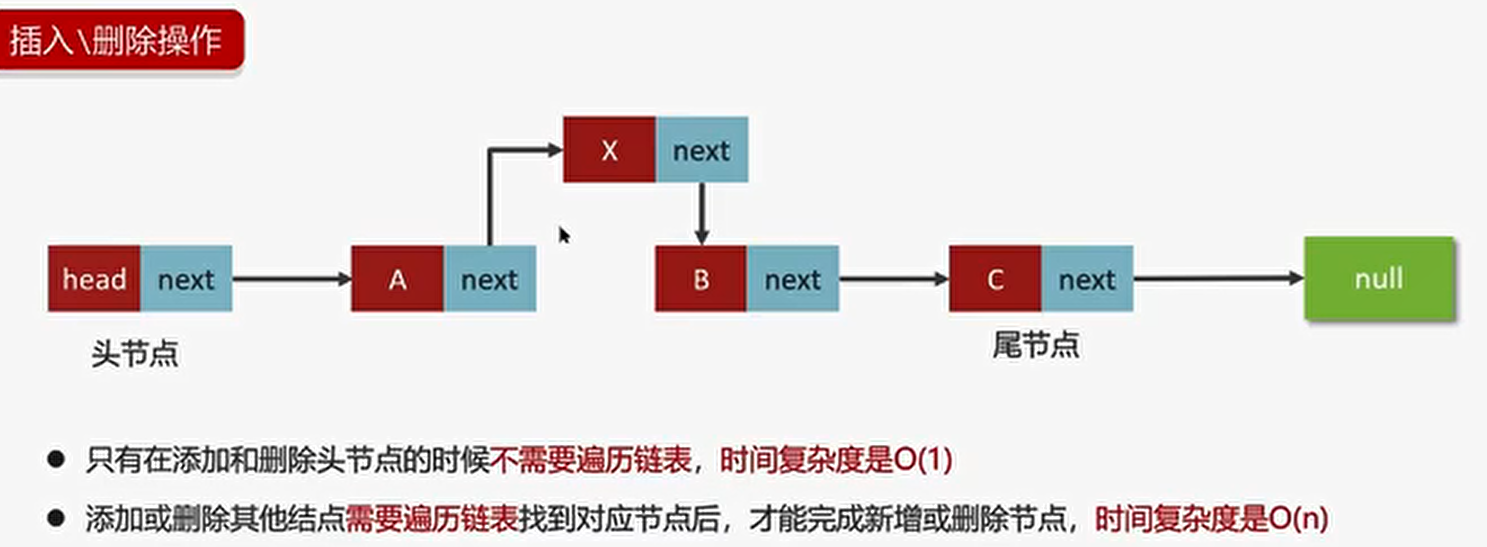 插入\删除操作
X next
head next A next B next C next null
头节点 尾节点
● 只有在添加和删除头节点的时候不需要遍历链表，时间复杂度是O(1)
● 添加或删除其他结点需要遍历链表找到对应节点后，才能完成新增或删除节点，时间复杂度是O(n)